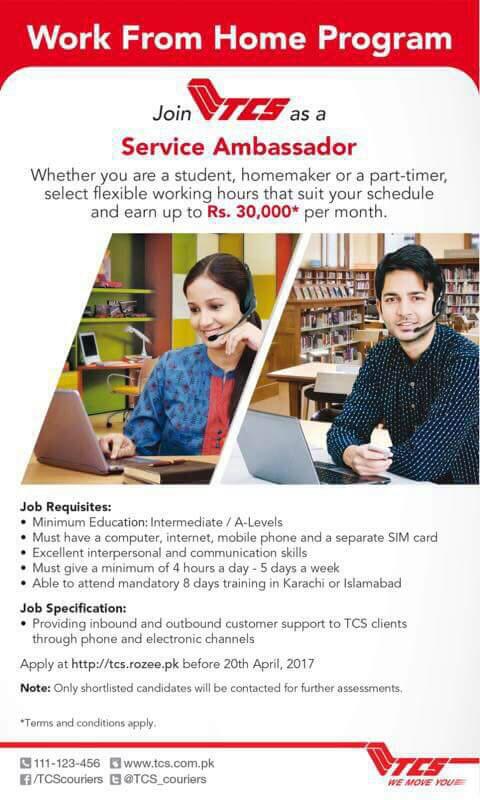 Work From Home Program
Join TCS as a
Service Ambassador
Whether you are a student, homemaker or a part-timer,
select flexible working hours that suit your schedule
and earn up to Rs. 30,000* per month.
Job Requisites:
• Minimum Education: Intermediate / A-Levels
• Must have a computer, internet, mobile phone and a separate SIM card
• Excellent interpersonal and communication skills
• Must give a minimum of 4 hours a day - 5 days a week
• Able to attend mandatory 8 days training in Karachi or Islamabad
Job Specification:
• Providing inbound and outbound customer support to TCS clients
through phone and electronic channels
Apply at http://tcs.rozee.pk before 20th April, 2017
Note: Only shortlisted candidates will be contacted for further assessments.
*Terms and conditions apply.
111-123-456 www.tcs.com.pk
/TCScouriers @TCS_couriers
TCS
WE MOVE YOU